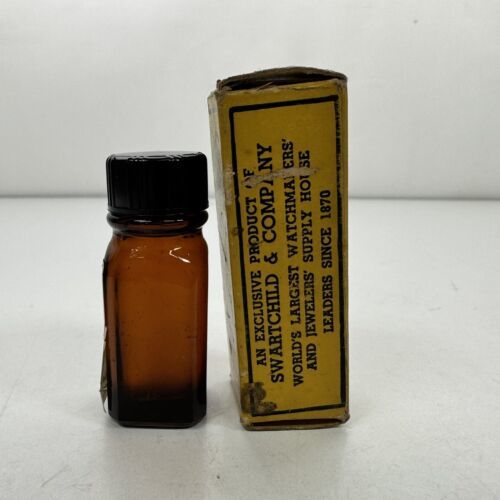 AN EXCLUSIVE PRODUCT OF
SWARTCHILD & COMPANY
WORLD'S LARGEST WATCHMAKERS'
AND JEWELERS' SUPPLY HOUSE
LEADERS SINCE 1870